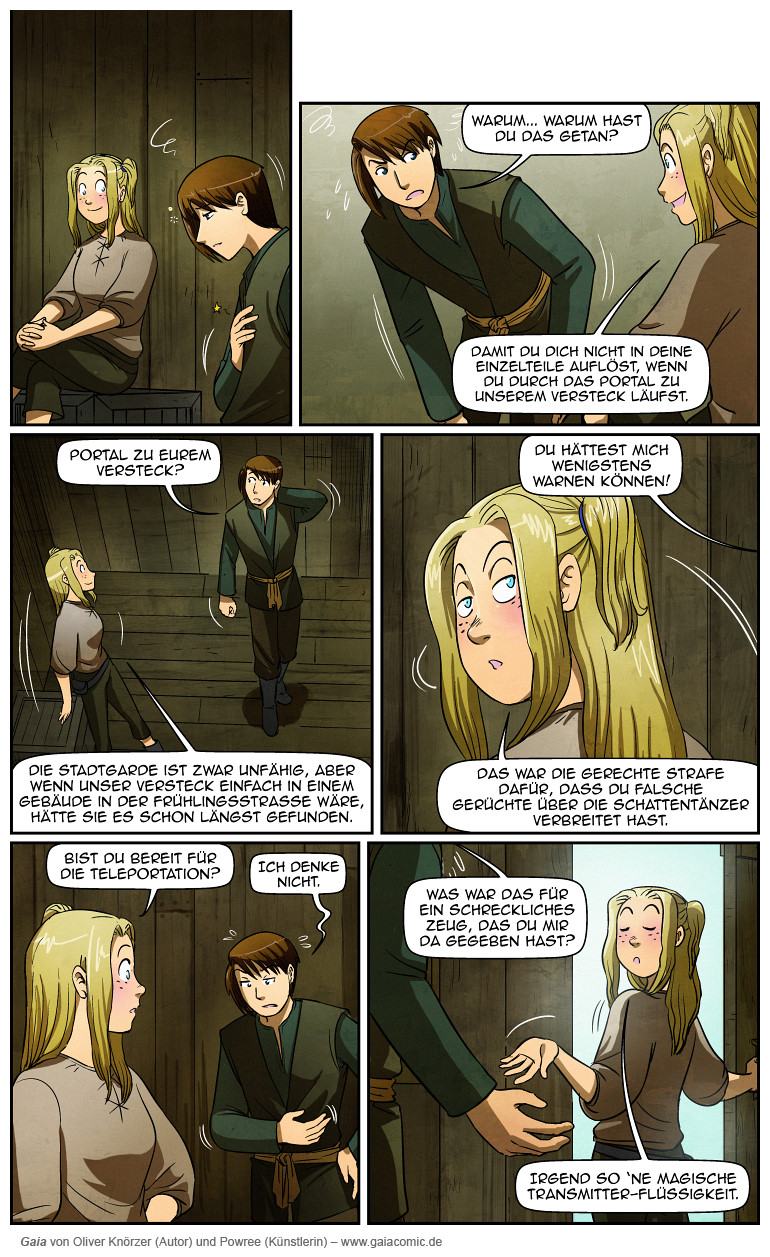 WARUM... WARUM HAST
DU DAS GETAN?
DAMIT DU DICH NICHT IN DEINE
EINZELTEILE AUFLÖST, WENN
DU DURCH DAS PORTAL ZU
UNSEREM VERSTECK LÄUFST.
PORTAL ZU EUREM
VERSTECK?
DIE STADTGARDE IST ZWAR UNFÄHIG, ABER
WENN UNSER VERSTECK EINFACH IN EINEM
GEBÄUDE IN DER FRÜHLINGSSTRASSE WÄRE,
HÄTTE SIE ES SCHON LÄNGST GEFUNDEN.
DU HÄTTEST MICH
WENIGSTENS
WARNEN KÖNNEN!
DAS WAR DIE GERECHTE STRAFE
DAFÜR, DASS DU FALSCHE
GERÜCHTE ÜBER DIE SCHATTENTÄNZER
VERBREITET HAST.
BIST DU BEREIT FÜR
DIE TELEPORTATION?
ICH DENKE
NICHT.
WAS WAR DAS FÜR
EIN SCHRECKLICHES
ZEUG, DAS DU MIR
DA GEGEBEN HAST?
IRGEND SO 'NE MAGISCHE
TRANSMITTER-FLÜSSIGKEIT.
Gaia von Oliver Knörzer (Autor) und Powree (Künstlerin) – www.gaiacomic.de